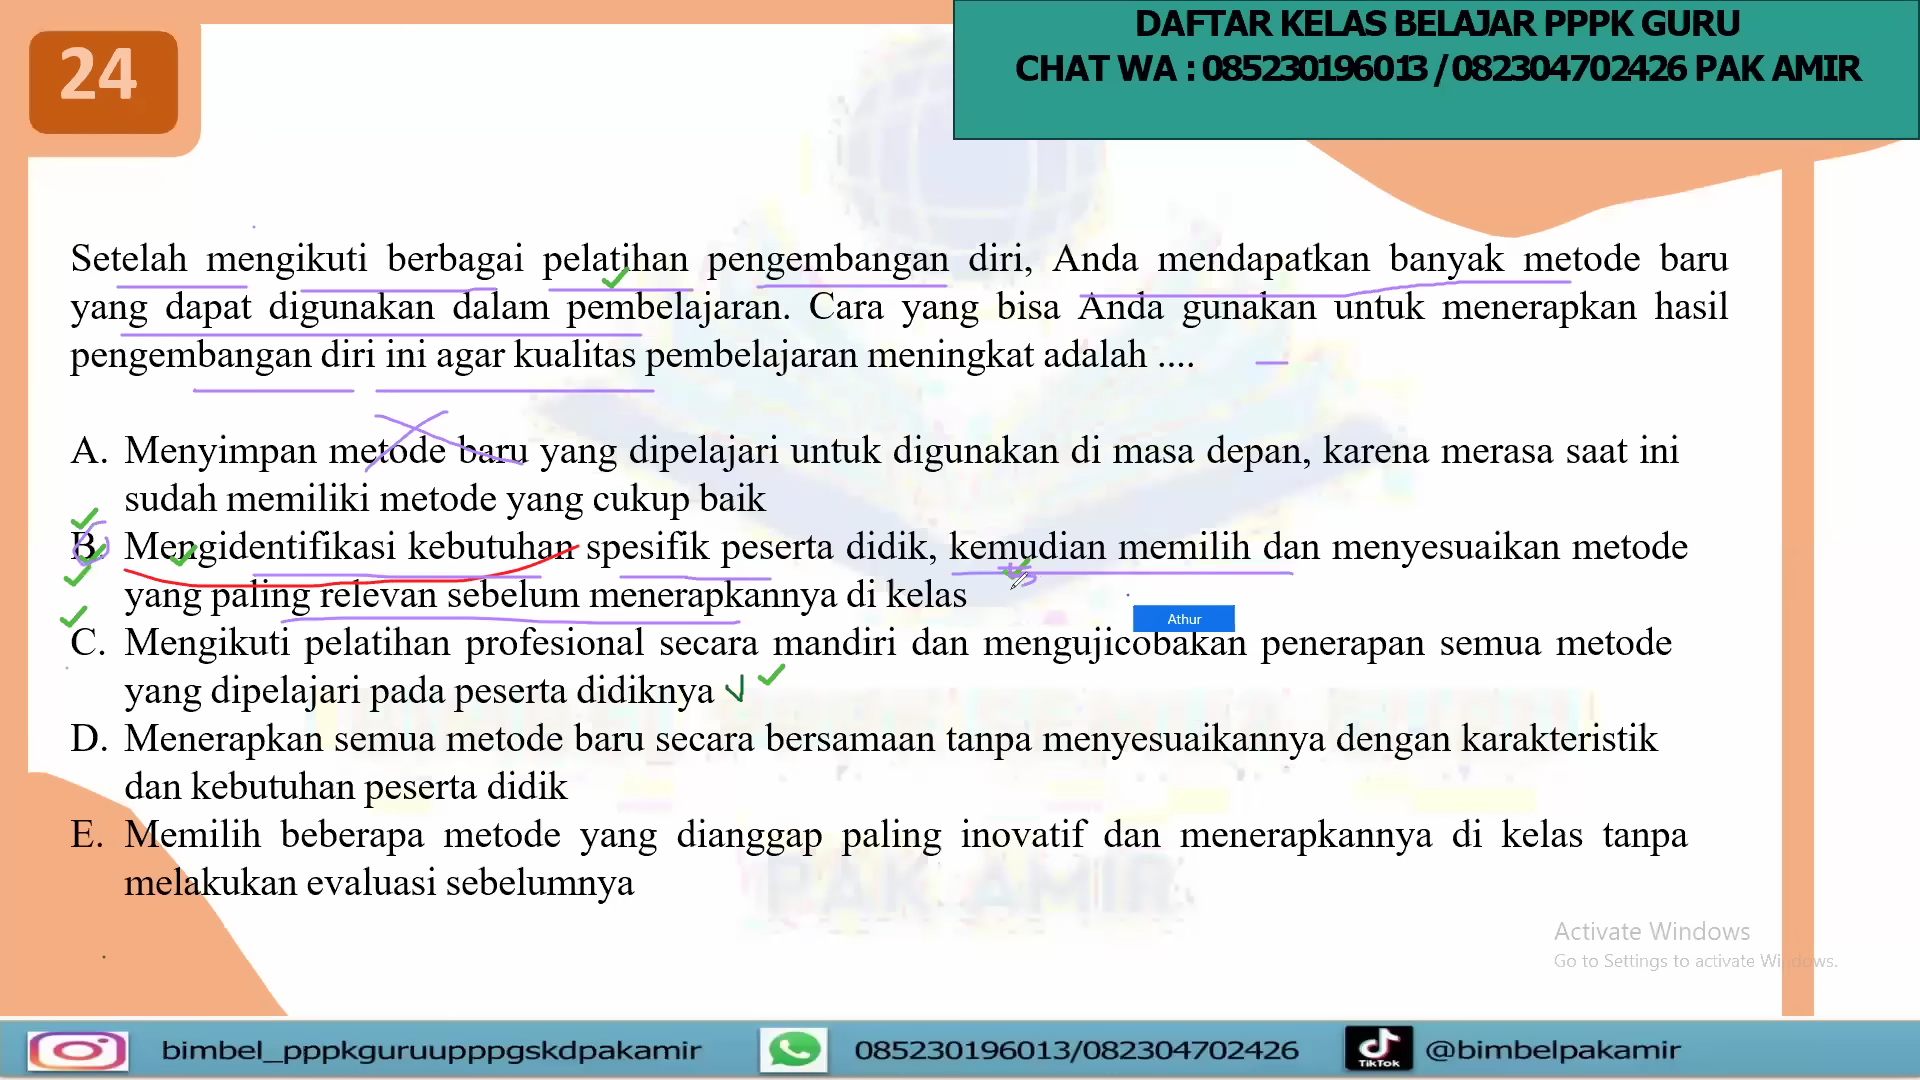 DAFTAR KELAS BELAJAR PPPK GURU
CHAT WA : 085230196013 / 082304702426 PAK AMIR
24
Setelah mengikuti berbagai pelatihan pengembangan diri, Anda mendapatkan banyak metode baru
yang dapat digunakan dalam pembelajaran. Cara yang bisa Anda gunakan untuk menerapkan hasil
pengembangan diri ini agar kualitas pembelajaran meningkat adalah ....
A. Menyimpan metode baru yang dipelajari untuk digunakan di masa depan, karena merasa saat ini
sudah memiliki metode yang cukup baik
B. Mengidentifikasi kebutuhan spesifik peserta didik, kemudian memilih dan menyesuaikan metode
yang paling relevan sebelum menerapkannya di kelas
Athur
C. Mengikuti pelatihan profesional secara mandiri dan mengujicobakan penerapan semua metode
yang dipelajari pada peserta didiknya
D. Menerapkan semua metode baru secara bersamaan tanpa menyesuaikannya dengan karakteristik
dan kebutuhan peserta didik
E. Memilih beberapa metode yang dianggap paling inovatif dan menerapkannya di kelas tanpa
melakukan evaluasi sebelumnya
PAK AMIR
Activate Windows
Go to Settings to activate Windows.
bimbel_pppkguruupppgskdpakamir
085230196013/082304702426
TikTok
@bimbelpakamir